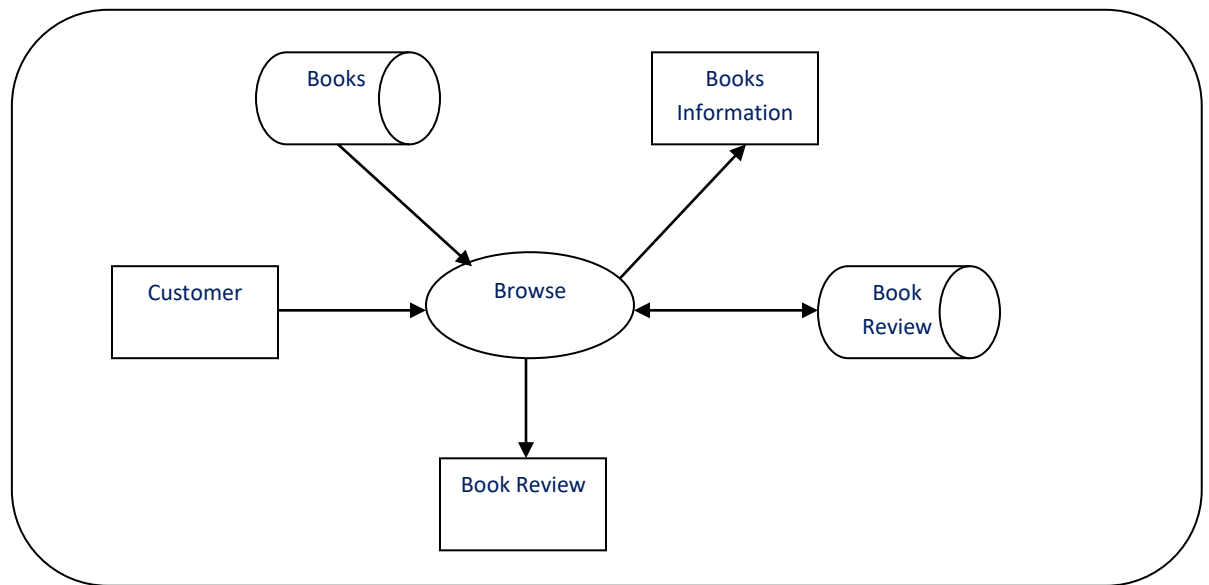 Books
Books
Information
Customer
Browse
Book
Review
Book Review